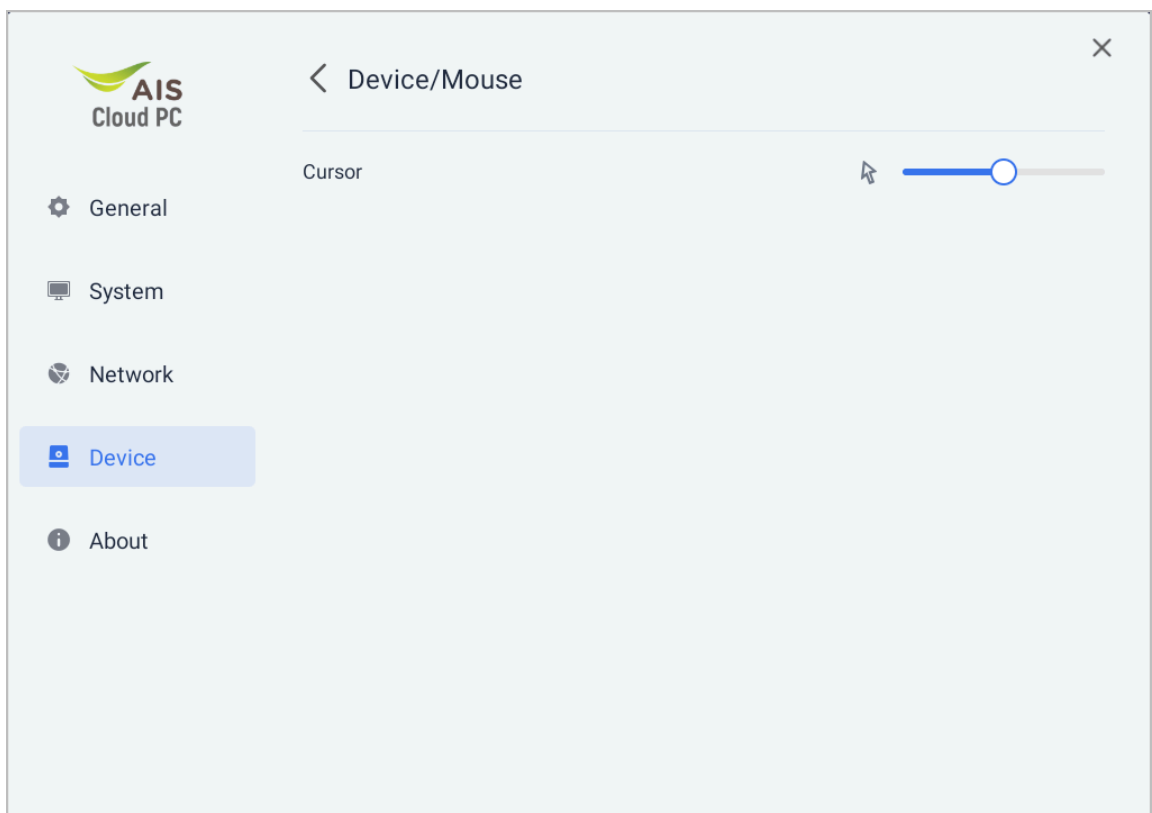 AIS
Cloud PC
Device/Mouse
Cursor
General
System
Network
Device
About